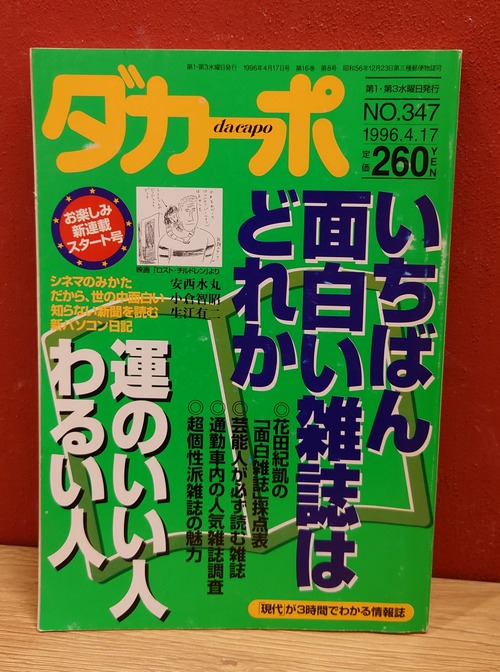 第1・第3水曜日発行 1996年4月17日号 第16巻 第8号 昭和56年12月23日第三種郵便物認可
ダカーポ
dacapo
第1・第3水曜日発行
NO.347
1996.4.17
定価260YEN
お楽しみ
新連載
スタート号
映画「ロスト・チルドレン」より
シネマのみかた 安西水丸
だから、世の中面白い 小倉智昭
知らない新聞を読む 生江有二
新パソコン日記
いちばん
面白い雑誌は
どれか
◎花田紀凱の
「面白雑誌」採点表
◎芸能人が必ず読む雑誌
◎通勤車内の人気雑誌調査
◎超個性派雑誌の魅力
運のいい人
わるい人
「現代」が3時間でわかる情報誌